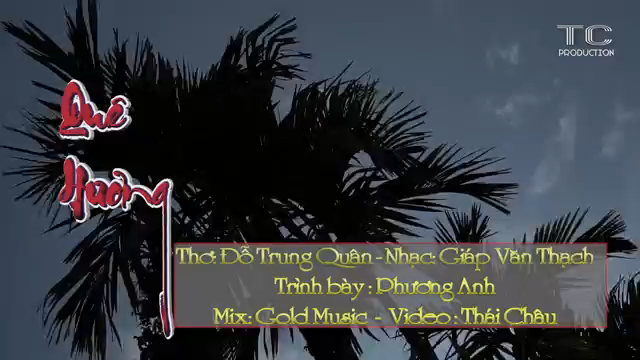 TC
PRODUCTION
Quê
Hương
Thơ: Đỗ Trung Quân - Nhạc: Giáp Văn Thạch
Trình bày : Phương Anh
Mix : Gold Music - Video : Thái Châu